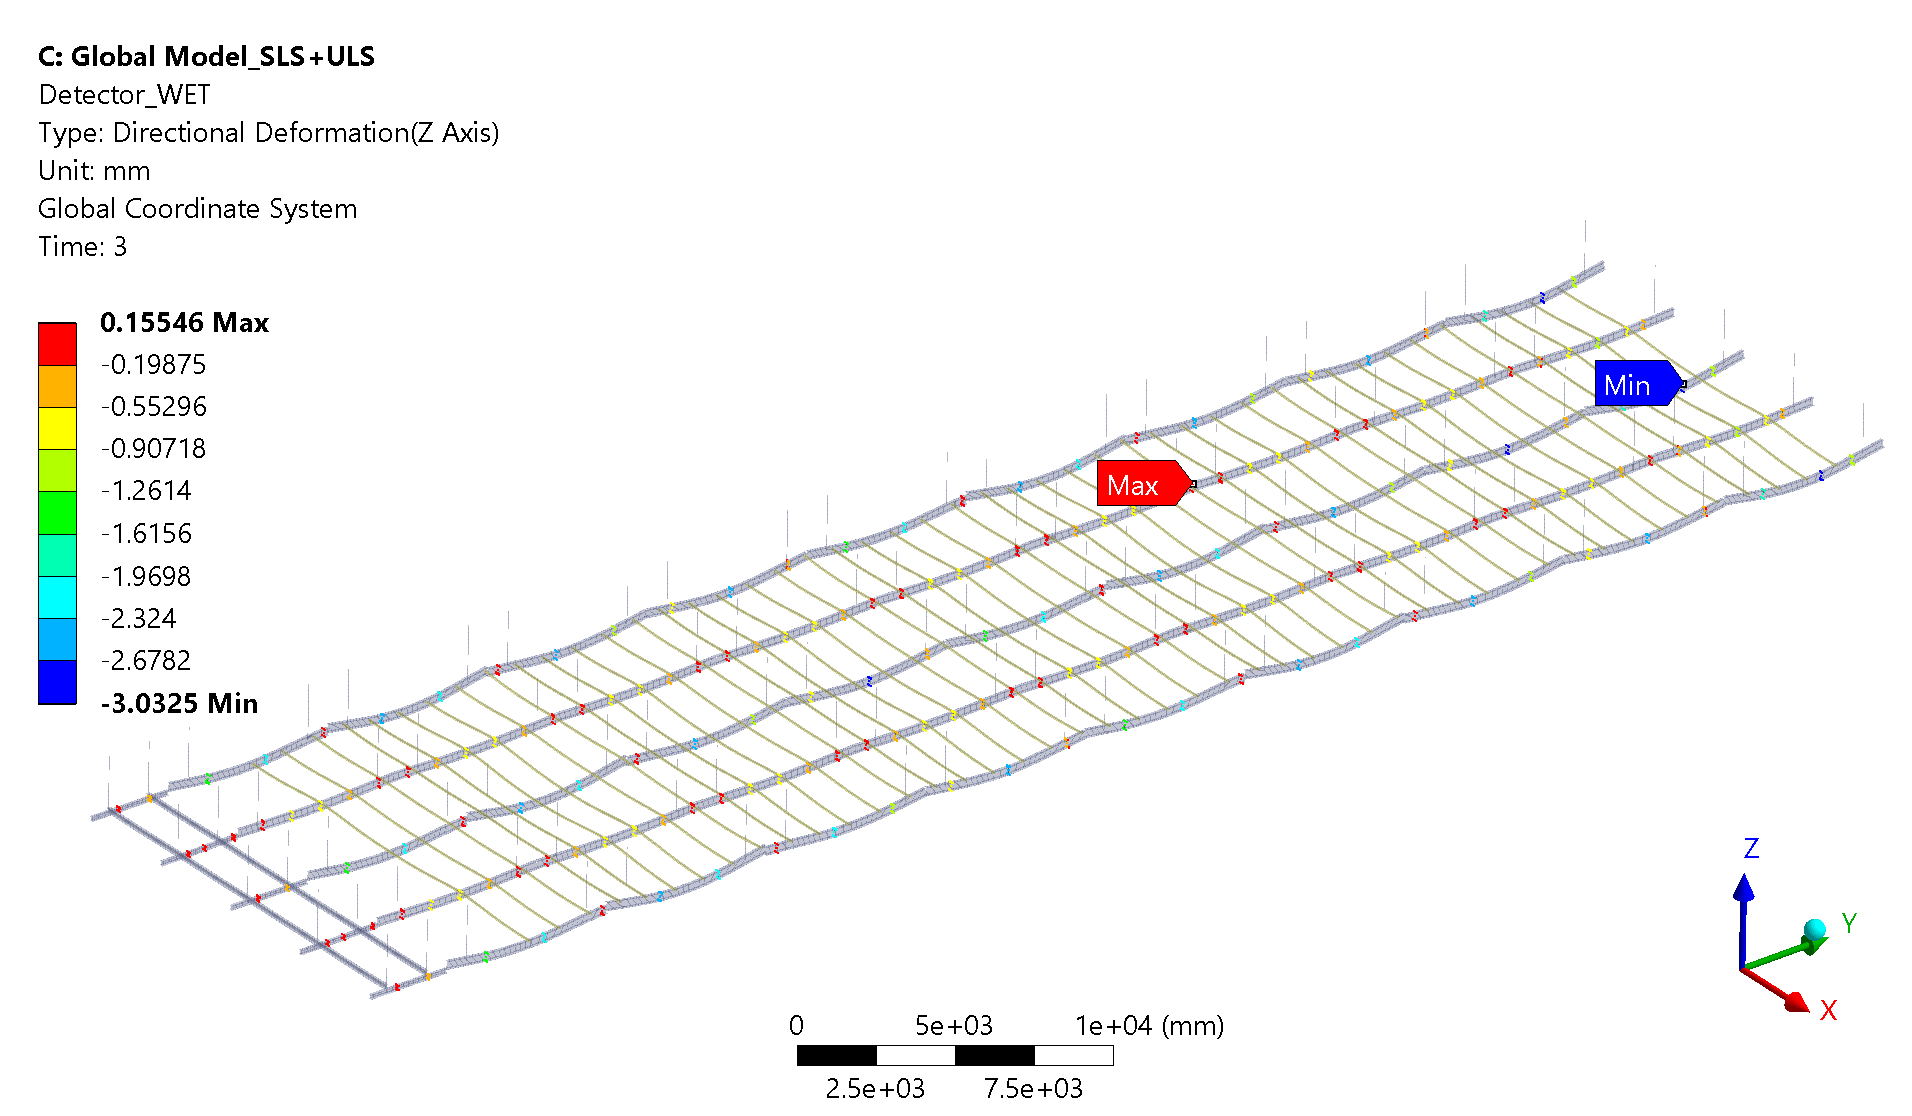 C: Global Model_SLS+ULS
Detector_WET
Type: Directional Deformation(Z Axis)
Unit: mm
Global Coordinate System
Time: 3
0.15546 Max
-0.19875
-0.55296
-0.90718
-1.2614
-1.6156
-1.9698
-2.324
-2.6782
-3.0325 Min
Min
Max
Z
Y
X
0 5e+03 1e+04 (mm)
2.5e+03 7.5e+03